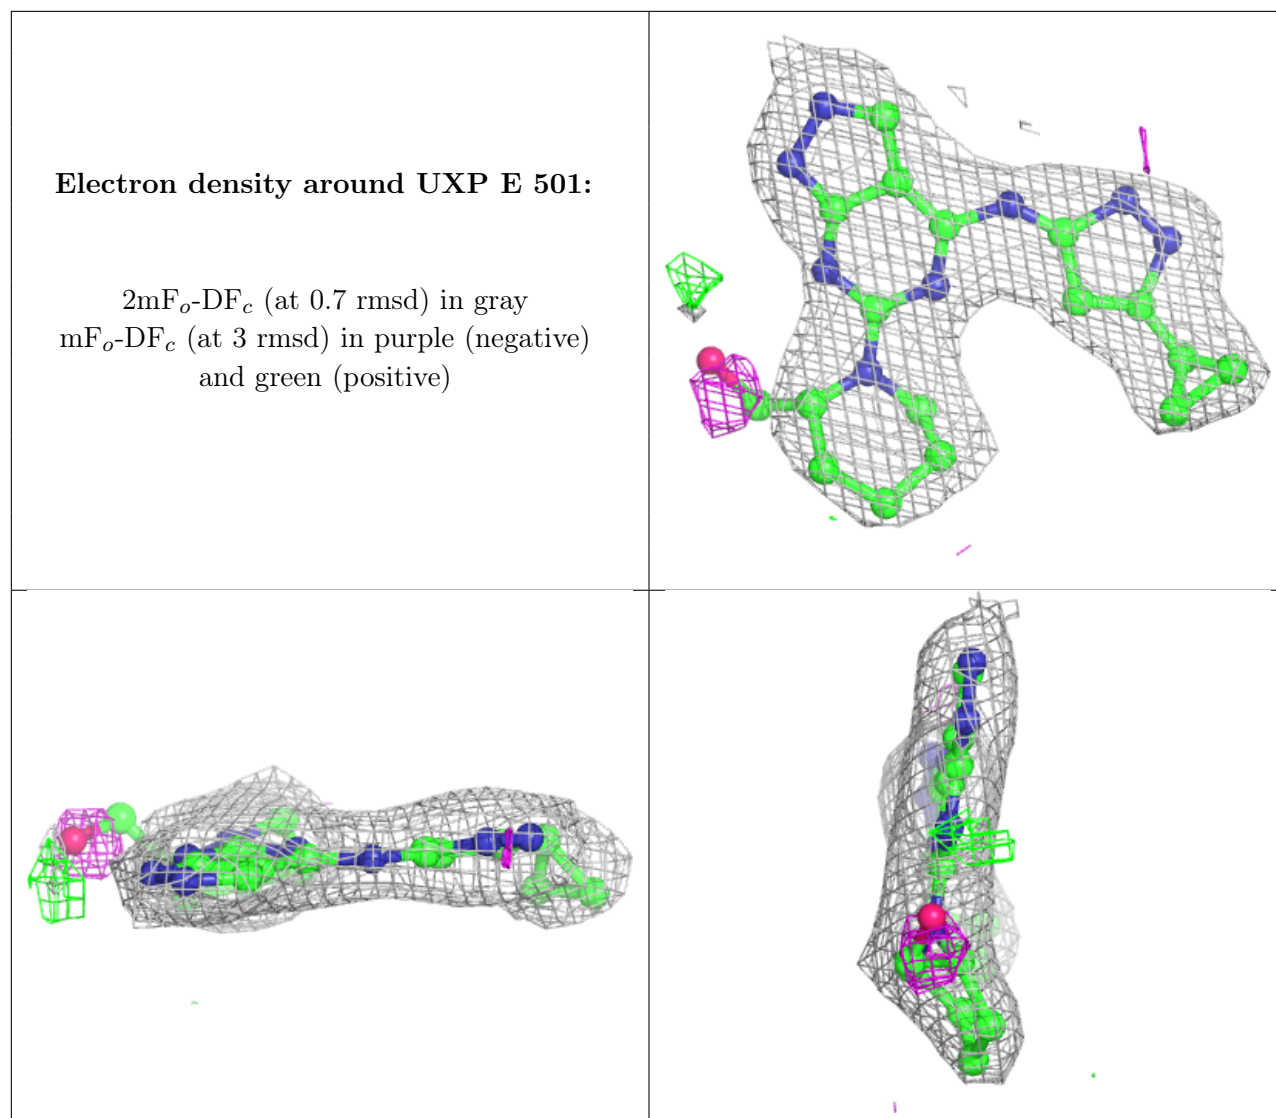 Electron density around UXP E 501:
2mFo-DFc (at 0.7 rmsd) in gray
mFo-DFc (at 3 rmsd) in purple (negative)
and green (positive)